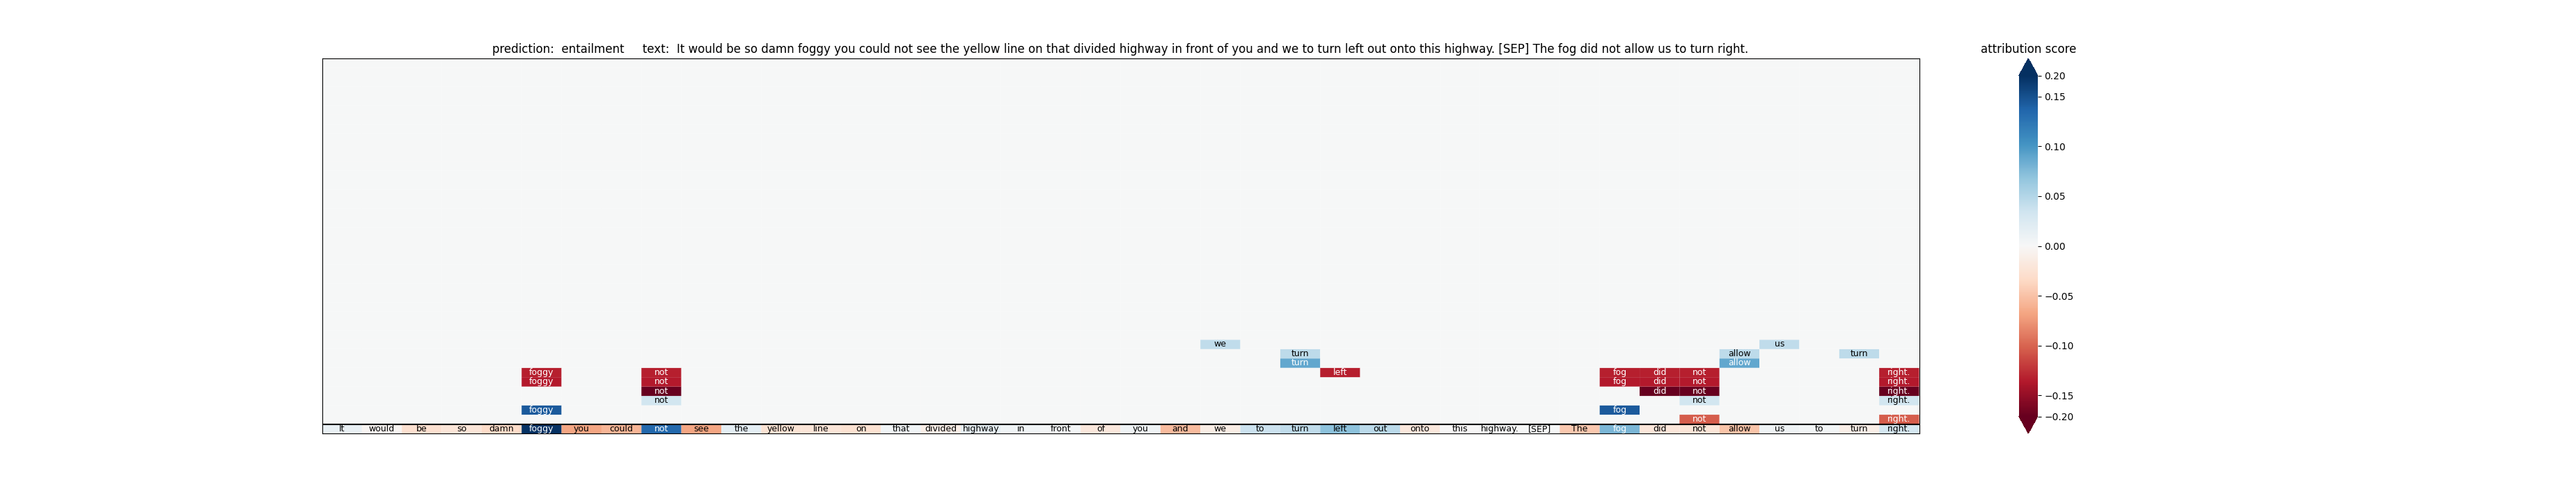 prediction:  entailment     text:  It would be so damn foggy you could not see the yellow line on that divided highway in front of you and we to turn left out onto this highway. [SEP] The fog did not allow us to turn right.
attribution score
we us
turn allow turn
turn allow
foggy not left fog did not right.
foggy not fog did not right.
not did not right.
not not right.
foggy fog
not right.
It would be so damn foggy you could not see the yellow line on that divided highway in front of you and we to turn left out onto this highway. [SEP] The fog did not allow us to turn right.
0.20
0.15
0.10
0.05
0.00
−0.05
−0.10
−0.15
−0.20